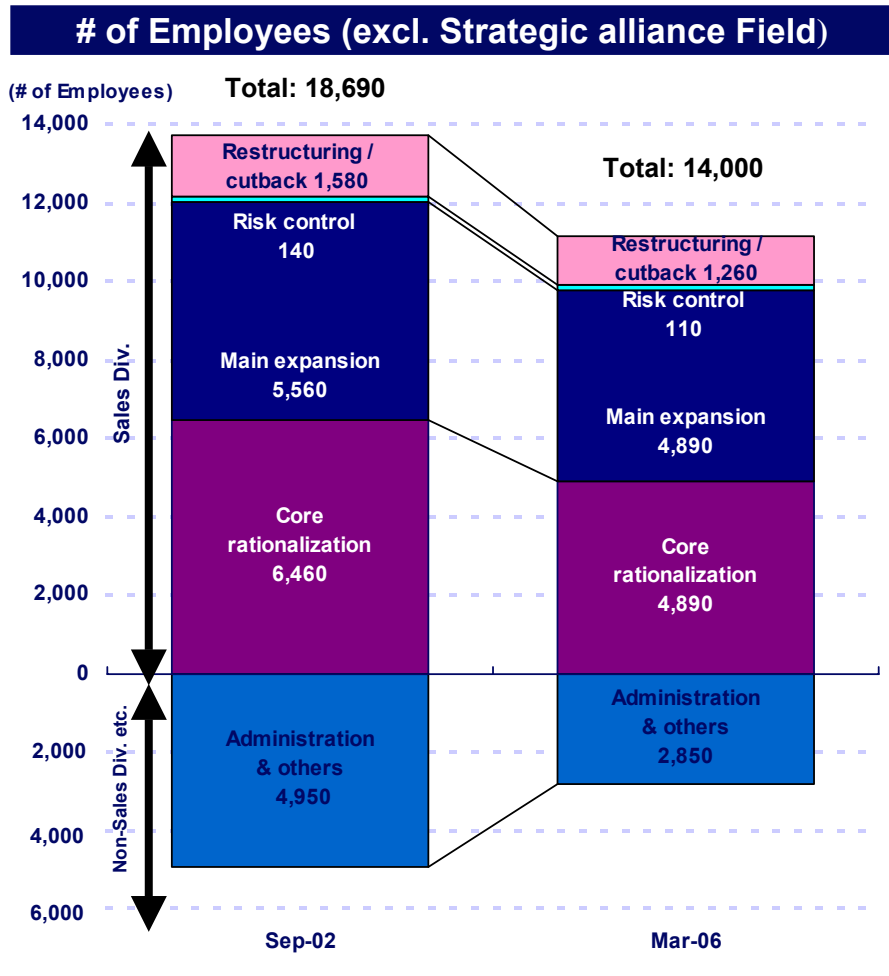 # of Employees (excl. Strategic alliance Field)
(# of Employees)
Total: 18,690
14,000
12,000
10,000
8,000
6,000
4,000
2,000
0
2,000
4,000
6,000
Sales Div.
Non-Sales Div. etc.
Restructuring /
cutback 1,580
Risk control
140
Main expansion
5,560
Core
rationalization
6,460
Administration
& others
4,950
Total: 14,000
Restructuring /
cutback 1,260
Risk control
110
Main expansion
4,890
Core
rationalization
4,890
Administration
& others
2,850
Sep-02
Mar-06